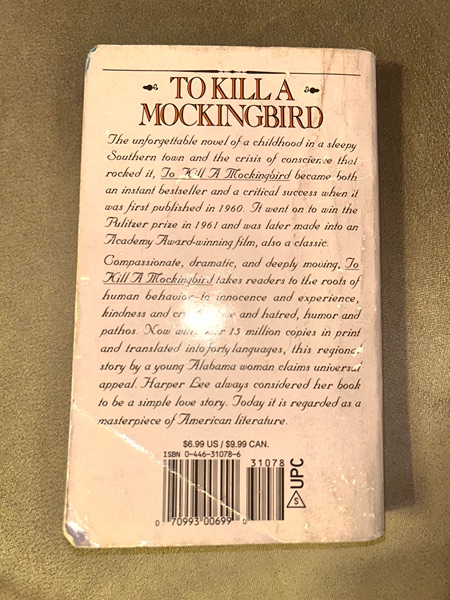 TO KILL A
MOCKINGBIRD
The unforgettable novel of a childhood in a sleepy
Southern town and the crisis of conscience that
rocked it, To Kill A Mockingbird became both
an instant bestseller and a critical success when it
was first published in 1960. It went on to win the
Pulitzer prize in 1961 and was later made into an
Academy Award-winning film, also a classic.
Compassionate, dramatic, and deeply moving, To
Kill A Mockingbird takes readers to the roots of
human behavior to innocence and experience,
kindness and and hatred, humor and
pathos. Now with over 15 million copies in print
and translated into forty languages, this regional
story by a young Alabama woman claims universal
appeal. Harper Lee always considered her book
to be a simple love story. Today it is regarded as a
masterpiece of American literature.
$6.99 US / $9.99 CAN.
ISBN 0-446-31078-6
31078
UPC
S
0 70993 00699 0